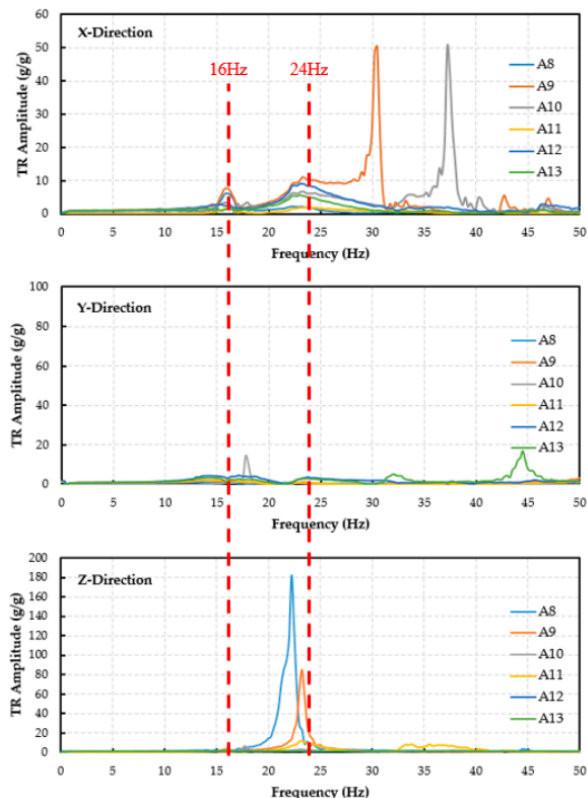 X-Direction
16Hz
24Hz
TR Amplitude (g/g)
60
50
40
30
20
10
0
0 5 10 15 20 25 30 35 40 45 50
Frequency (Hz)
A8
A9
A10
A11
A12
A13
Y-Direction
TR Amplitude (g/g)
100
80
60
40
20
0
0 5 10 15 20 25 30 35 40 45 50
Frequency (Hz)
A8
A9
A10
A11
A12
A13
Z-Direction
TR Amplitude (g/g)
200
180
160
140
120
100
80
60
40
20
0
0 5 10 15 20 25 30 35 40 45 50
Frequency (Hz)
A8
A9
A10
A11
A12
A13